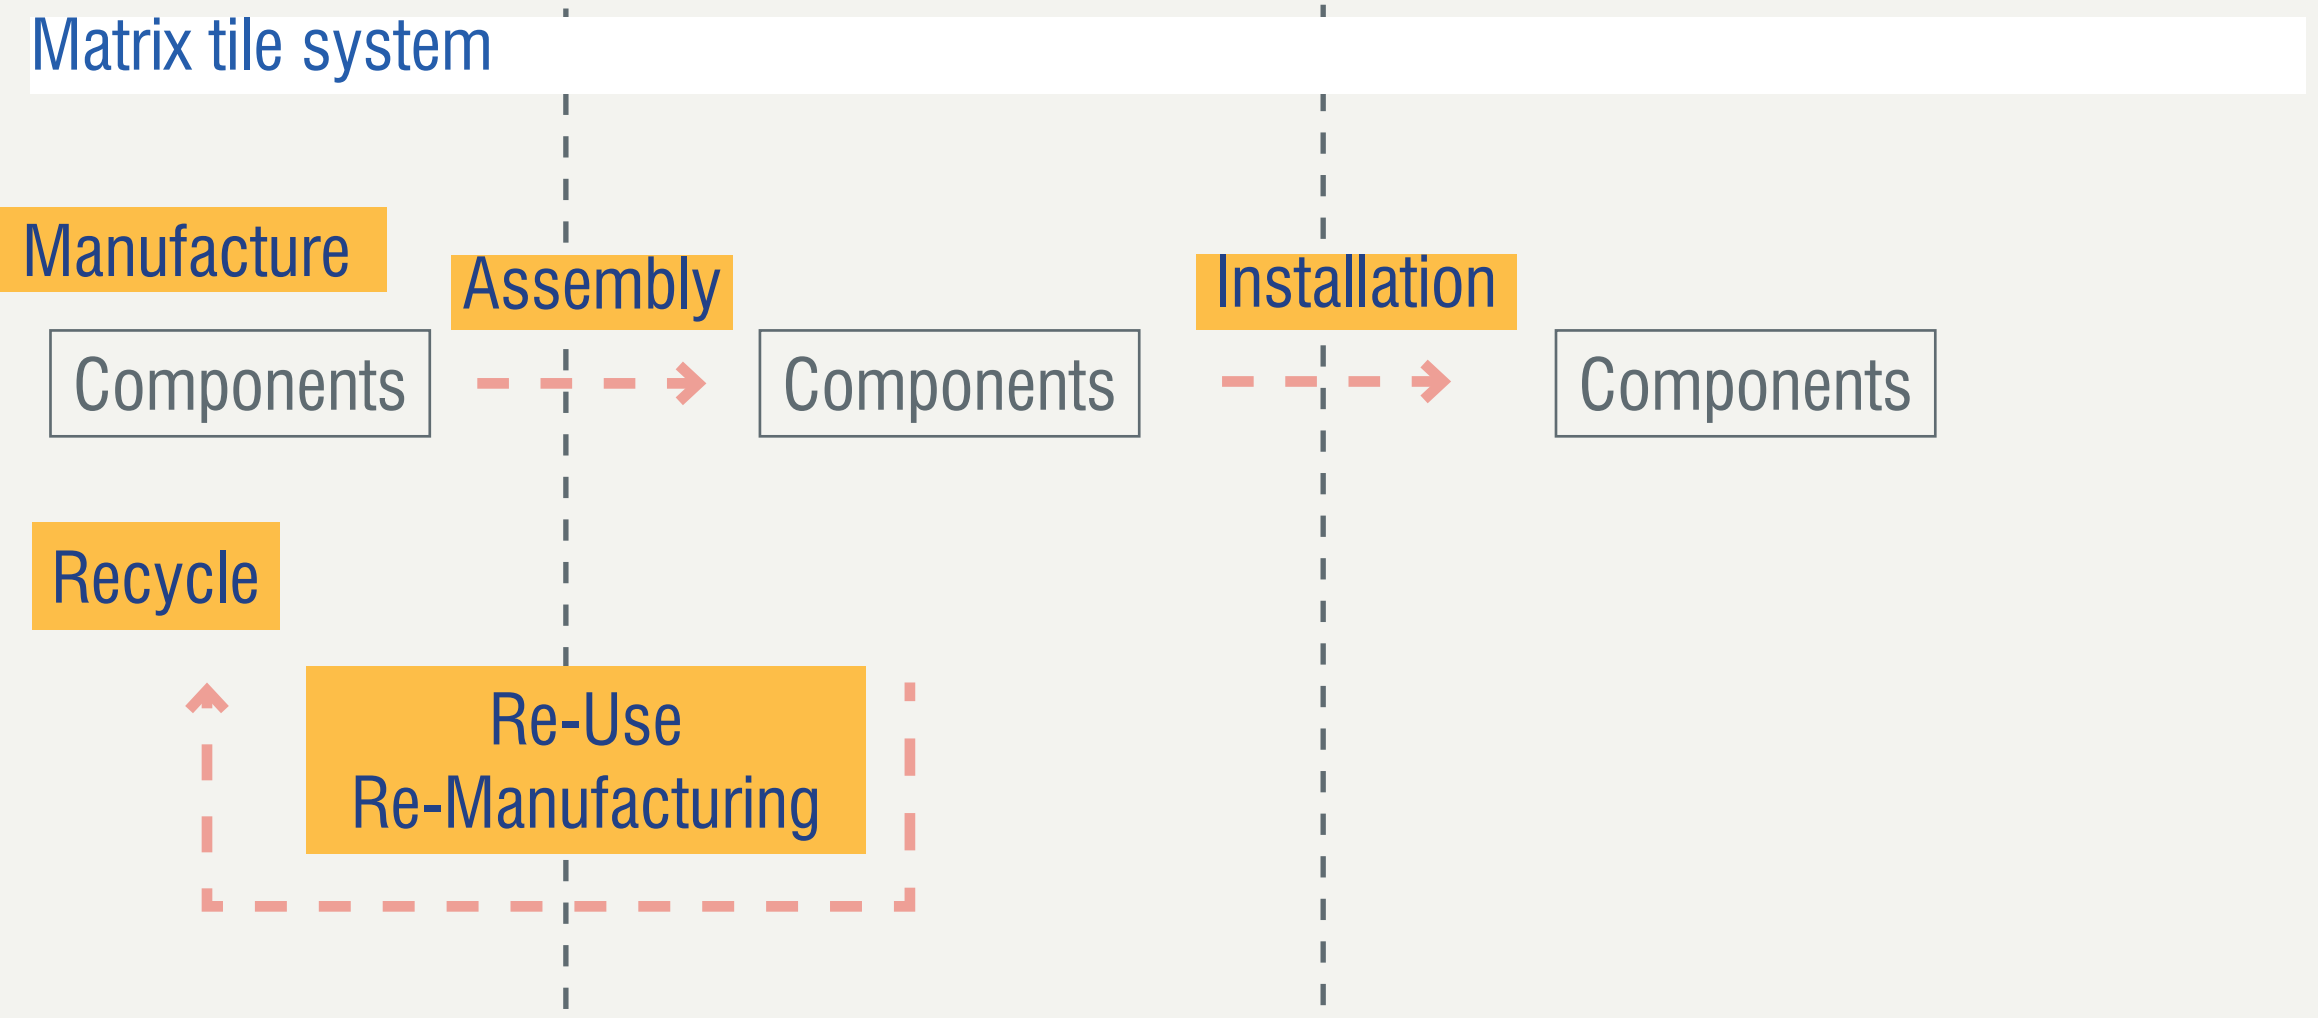 Matrix tile system
Manufacture
Assembly
Installation
Components
Components
Components
Recycle
Re-Use
Re-Manufacturing